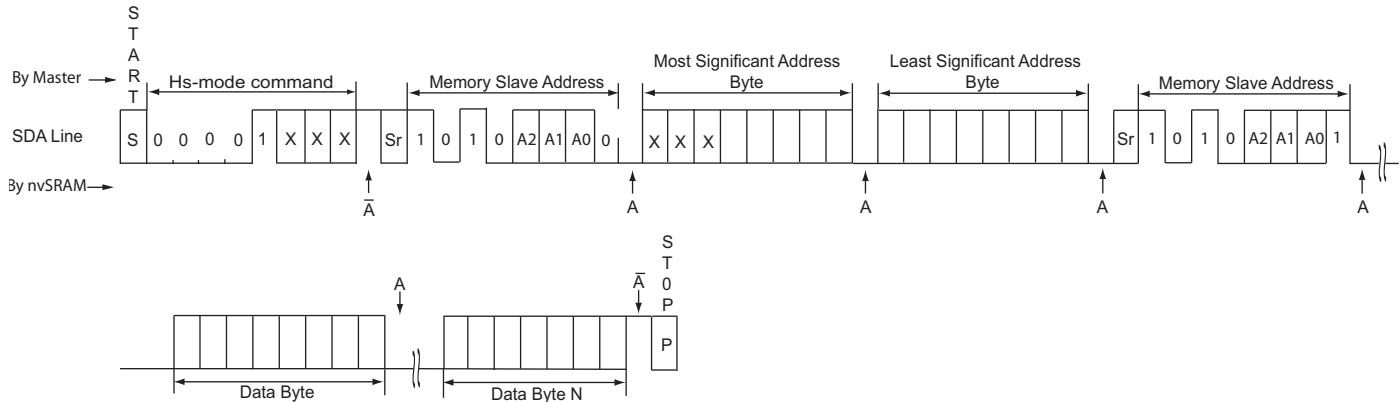 START
By Master
Hs-mode command
Memory Slave Address
Most Significant Address
Byte
Least Significant Address
Byte
Memory Slave Address
SDA Line
S 0 0 0 0 1 X X X Sr 1 0 1 0 A2 A1 A0 0 X X X Sr 1 0 1 0 A2 A1 A0 1
By nvSRAM
A̅ A A A A
A A̅
ST0P
P
Data Byte
Data Byte N